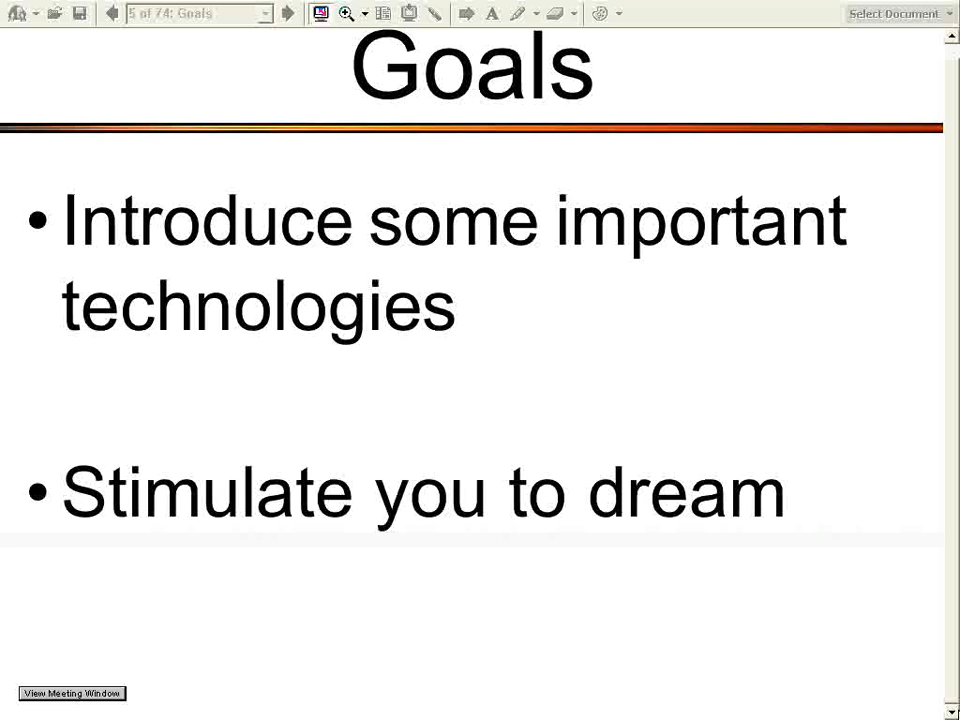 5 of 74: Goals
Select Document
Goals
• Introduce some important
technologies
• Stimulate you to dream
View Meeting Window